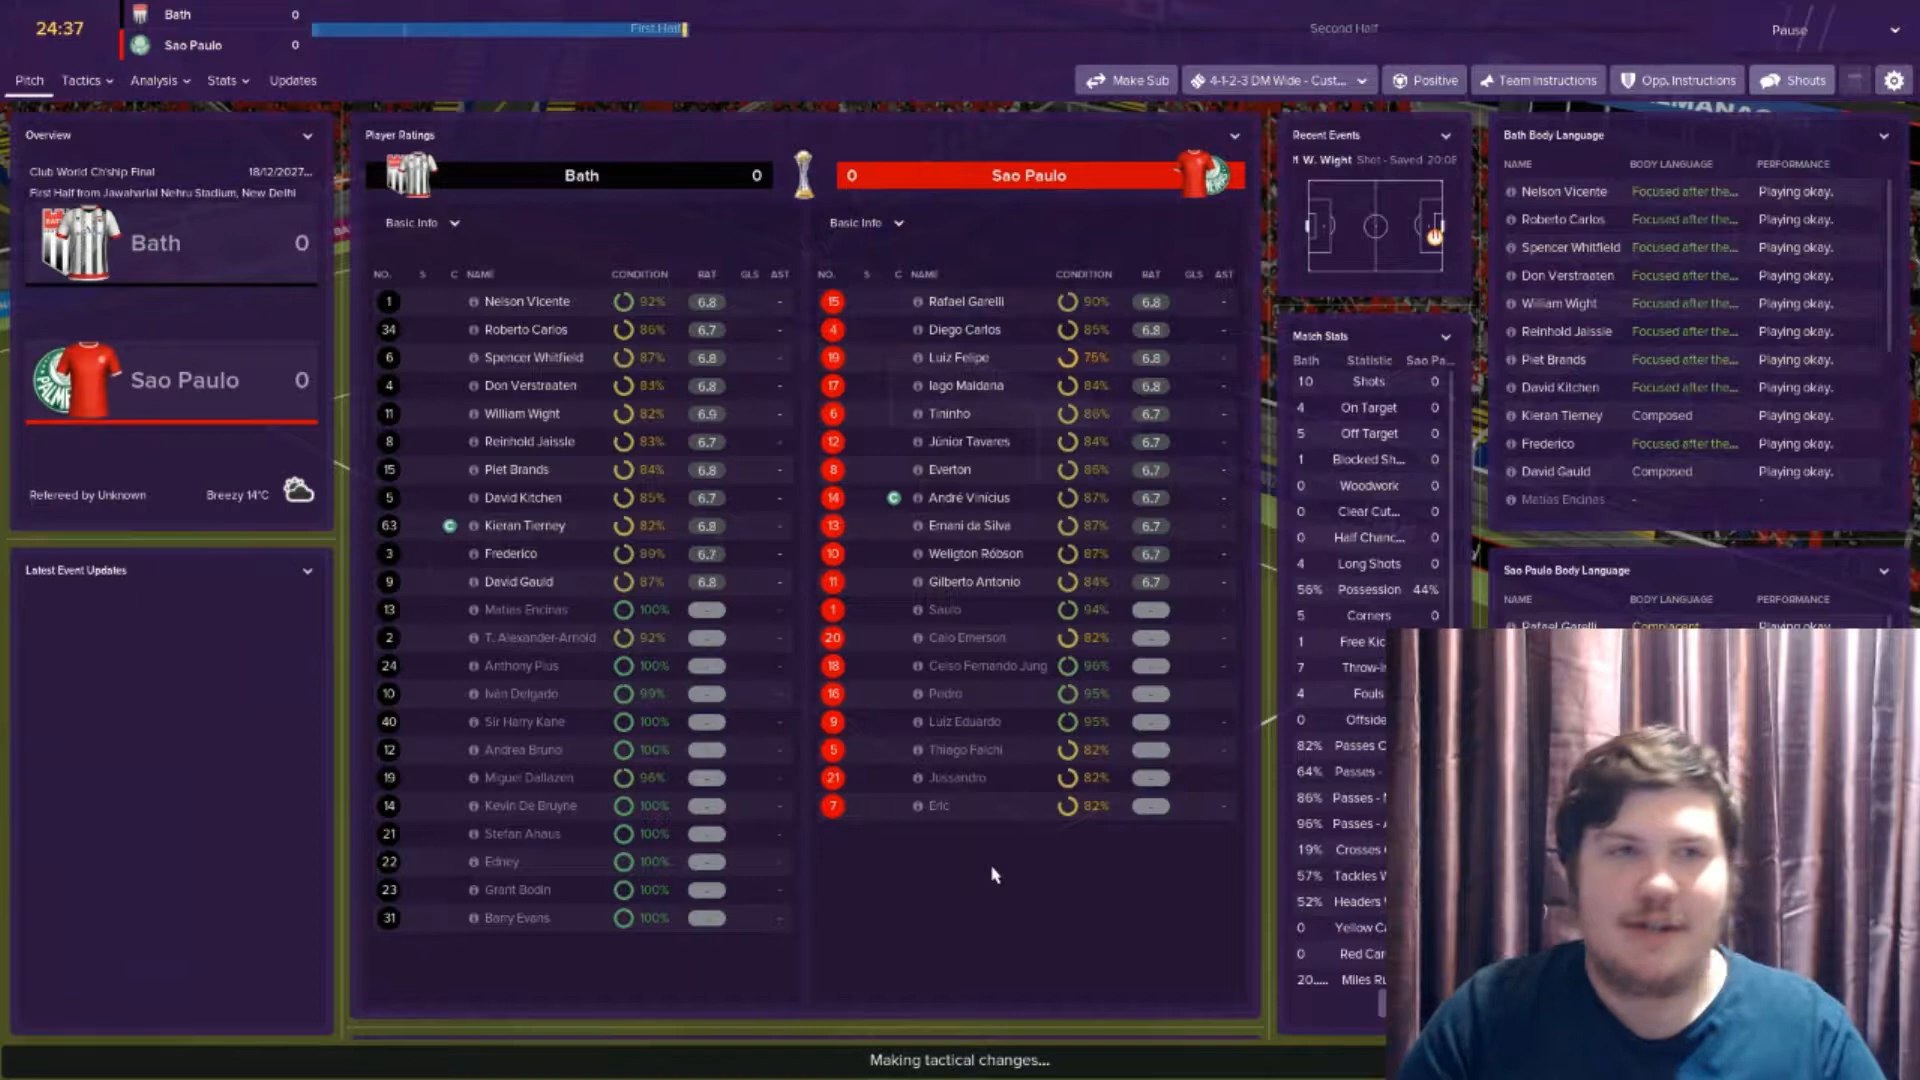 24:37
Bath 0
Sao Paulo 0
First Half
Second Half
Pause
Pitch Tactics Analysis Stats Updates
Make Sub 4-1-2-3 DM Wide - Cust... Positive Team Instructions Opp. Instructions Shouts
Overview
Club World Ch'ship Final 18/12/2027...
First Half from Jawaharlal Nehru Stadium, New Delhi
Bath 0
Sao Paulo 0
Refereed by Unknown Breezy 14°C
Latest Event Updates
Player Ratings
Bath 0
0 Sao Paulo
Basic Info
NO. S C NAME CONDITION RAT GLS AST
1 Nelson Vicente 92% 6.8 -
34 Roberto Carlos 86% 6.7 -
6 Spencer Whitfield 87% 6.8 -
4 Don Verstraaten 83% 6.8 -
11 William Wight 82% 6.9 -
8 Reinhold Jaissle 83% 6.7 -
15 Piet Brands 84% 6.8 -
5 David Kitchen 85% 6.7 -
63 C Kieran Tierney 82% 6.8 -
3 Frederico 89% 6.7 -
9 David Gauld 87% 6.8 -
13 Matias Encinas 100% - -
2 T. Alexander-Arnold 92% - -
24 Anthony Pius 100% - -
10 Iván Delgado 99% - -
40 Sir Harry Kane 100% - -
12 Andrea Bruno 100% - -
19 Miguel Dallazen 96% - -
14 Kevin De Bruyne 100% - -
21 Stefan Ahaus 100% - -
22 Edney 100% - -
23 Grant Bodin 100% - -
31 Barry Evans 100% - -
Basic Info
NO. S C NAME CONDITION RAT GLS AST
15 Rafael Garelli 90% 6.8 -
4 Diego Carlos 85% 6.8 -
19 Luiz Felipe 75% 6.8 -
17 Iago Maidana 84% 6.8 -
6 Tininho 86% 6.7 -
12 Júnior Tavares 84% 6.7 -
8 Everton 86% 6.7 -
14 C André Vinícius 87% 6.7 -
13 Ernani da Silva 87% 6.7 -
10 Weligton Róbson 87% 6.7 -
11 Gilberto Antonio 84% 6.7 -
1 Saulo 94% - -
20 Caio Emerson 82% - -
18 Celso Fernando Jung 96% - -
16 Pedro 95% - -
9 Luiz Eduardo 95% - -
5 Thiago Falchi 82% - -
21 Jussandro 82% - -
7 Eric 82% - -
Recent Events
W. Wight Shot - Saved 20:08
11
Match Stats
Bath Statistic Sao Pa...
10 Shots 0
4 On Target 0
5 Off Target 0
1 Blocked Sh... 0
0 Woodwork 0
0 Clear Cut... 0
0 Half Chanc... 0
4 Long Shots 0
56% Possession 44%
5 Corners 0
1 Free Kic
7 Throw-i
4 Fouls
0 Offside
82% Passes C
64% Passes -
86% Passes - M
96% Passes - A
19% Crosses
57% Tackles W
52% Headers
0 Yellow Ca
0 Red Car
20..... Miles Ru
Bath Body Language
NAME BODY LANGUAGE PERFORMANCE
Nelson Vicente Focused after the... Playing okay.
Roberto Carlos Focused after the... Playing okay.
Spencer Whitfield Focused after the... Playing okay.
Don Verstraaten Focused after the... Playing okay.
William Wight Focused after the... Playing okay.
Reinhold Jaissle Focused after the... Playing okay.
Piet Brands Focused after the... Playing okay.
David Kitchen Focused after the... Playing okay.
Kieran Tierney Composed Playing okay.
Frederico Focused after the... Playing okay.
David Gauld Composed Playing okay.
Matias Encinas - -
Sao Paulo Body Language
NAME BODY LANGUAGE PERFORMANCE
Rafael Garelli Complacent Playing okay
Making tactical changes...